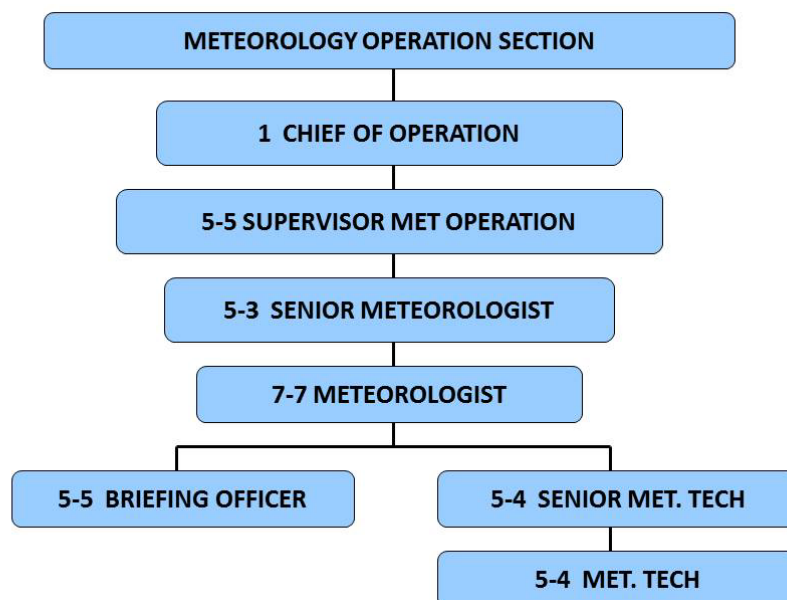 METEOROLOGY OPERATION SECTION
1 CHIEF OF OPERATION
5-5 SUPERVISOR MET OPERATION
5-3 SENIOR METEOROLOGIST
7-7 METEOROLOGIST
5-5 BRIEFING OFFICER
5-4 SENIOR MET. TECH
5-4 MET. TECH